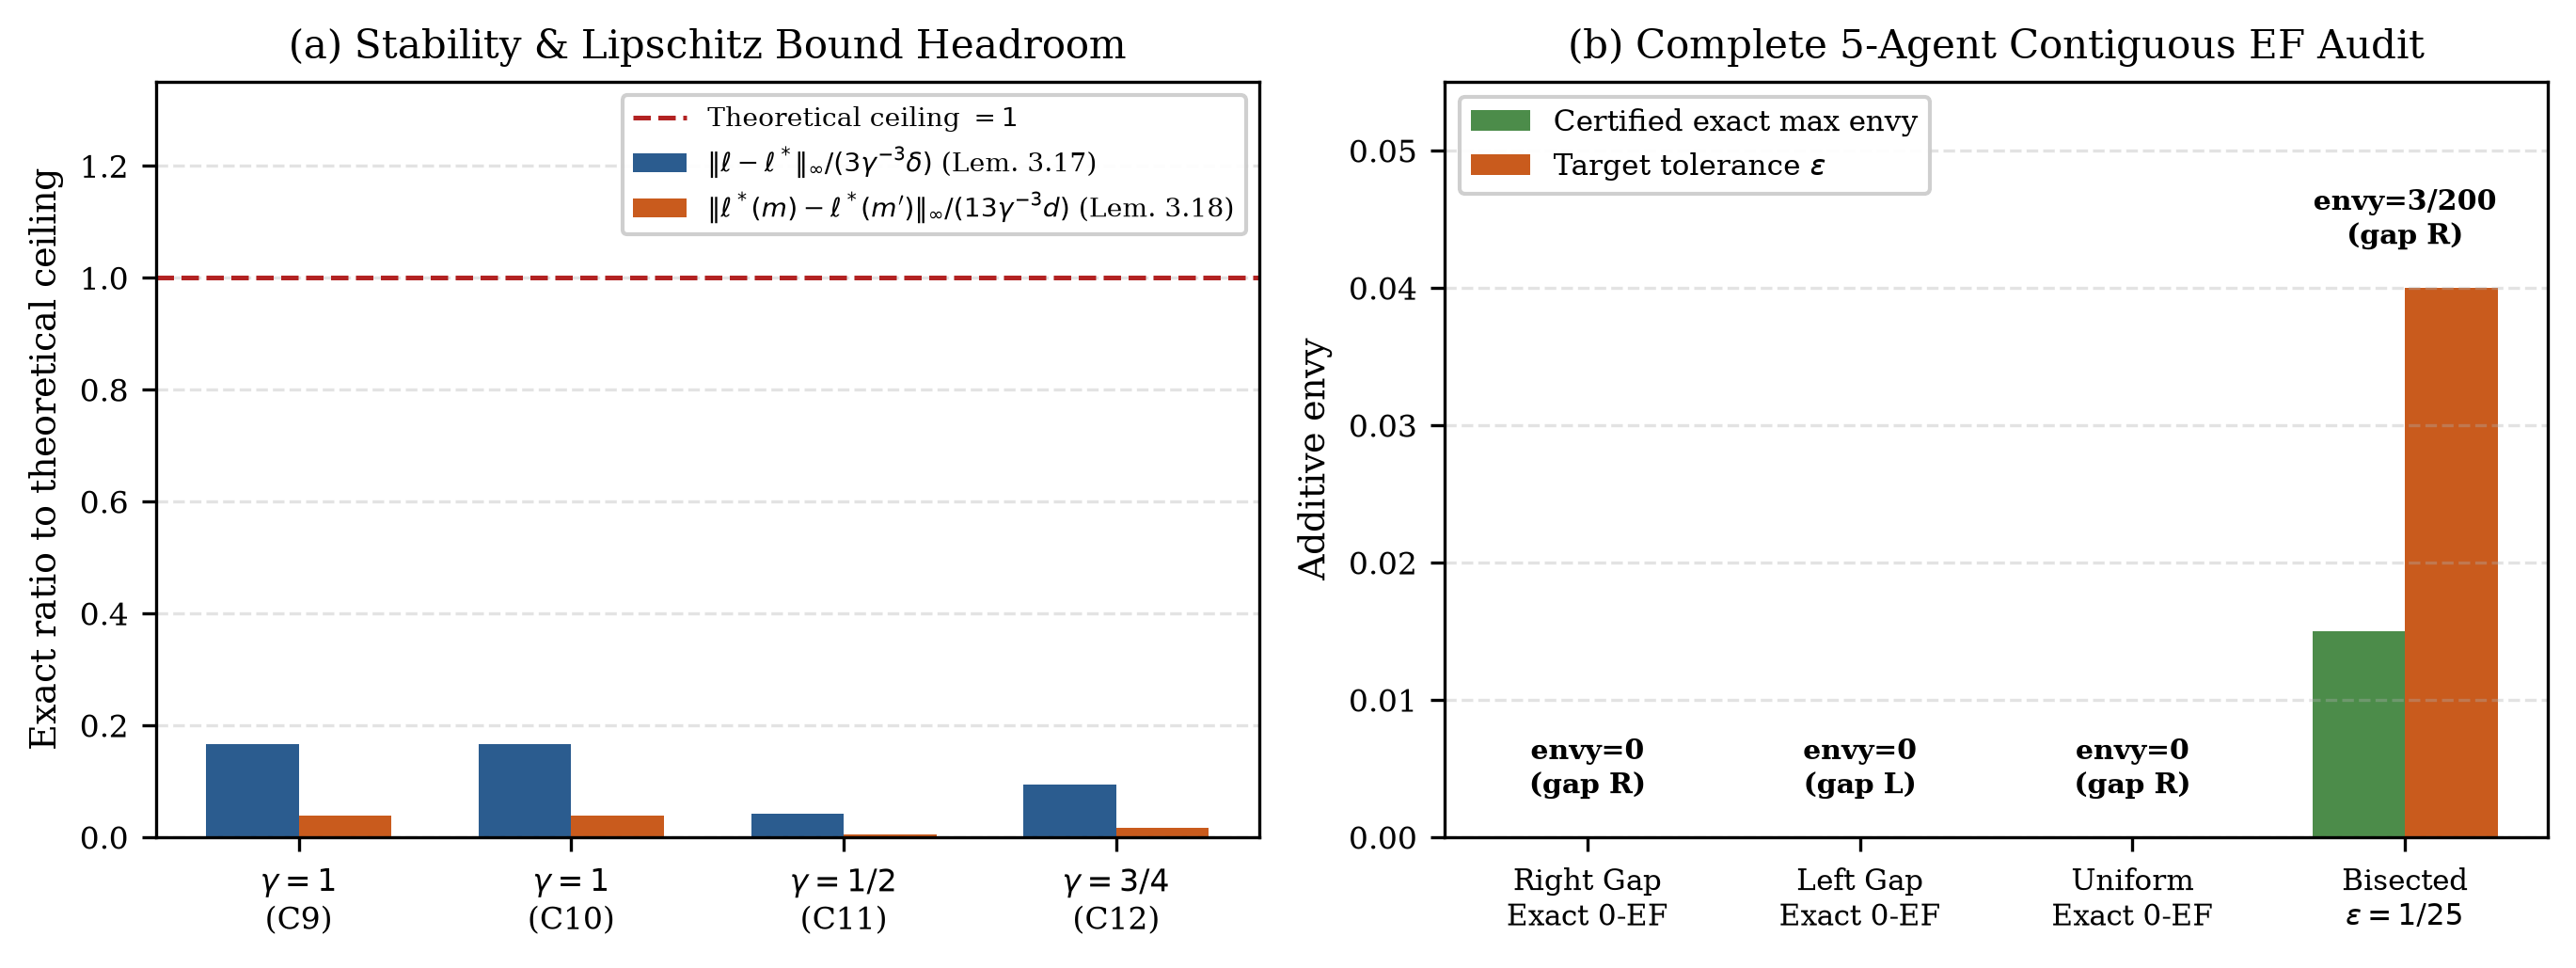 (a) Stability & Lipschitz Bound Headroom
Exact ratio to theoretical ceiling
1.2
1.0
0.8
0.6
0.4
0.2
0.0
Theoretical ceiling = 1
‖ℓ − ℓ*‖∞/(3γ⁻³δ) (Lem. 3.17)
‖ℓ*(m) − ℓ*(m′)‖∞/(13γ⁻³d) (Lem. 3.18)
γ = 1
(C9)
γ = 1
(C10)
γ = 1/2
(C11)
γ = 3/4
(C12)
(b) Complete 5-Agent Contiguous EF Audit
Additive envy
0.05
0.04
0.03
0.02
0.01
0.00
Certified exact max envy
Target tolerance ε
envy=0
(gap R)
envy=0
(gap L)
envy=0
(gap R)
envy=3/200
(gap R)
Right Gap
Exact 0-EF
Left Gap
Exact 0-EF
Uniform
Exact 0-EF
Bisected
ε = 1/25